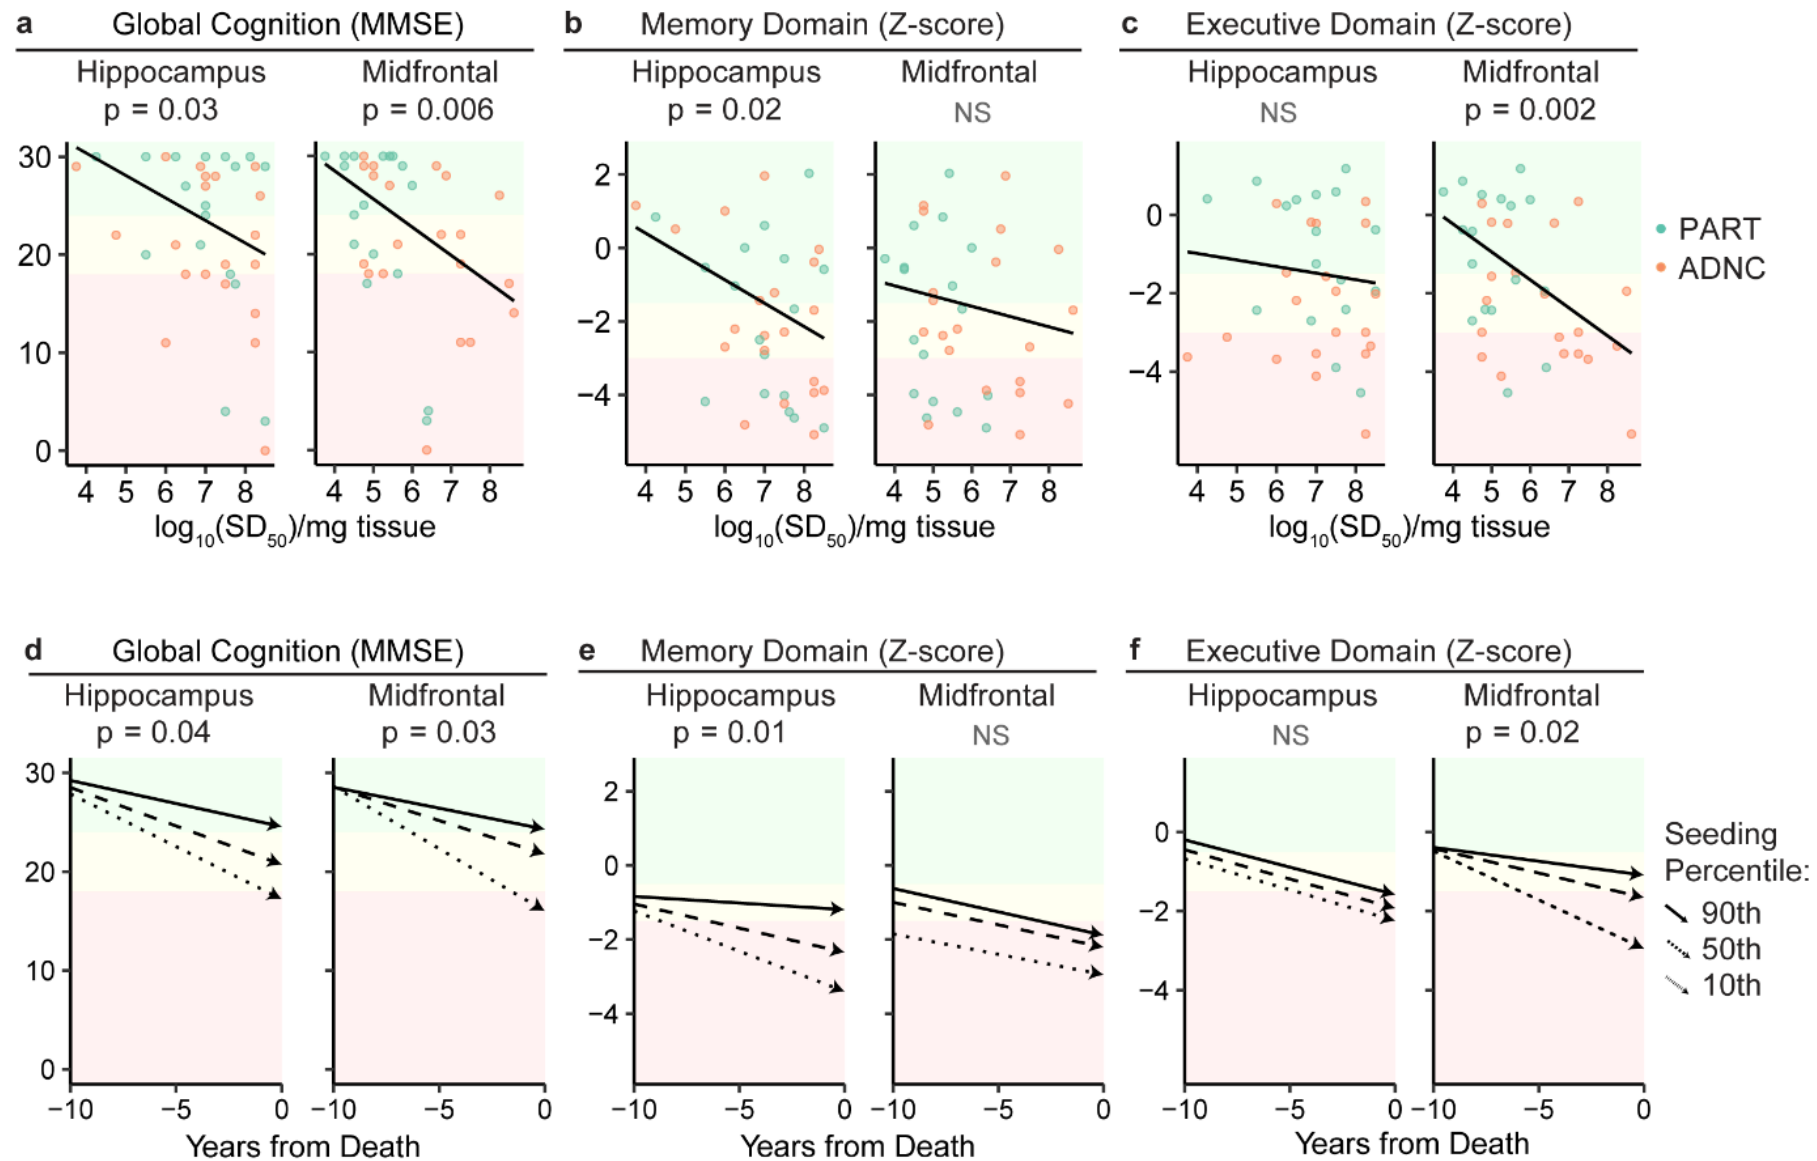 a Global Cognition (MMSE)
Hippocampus Midfrontal
p = 0.03 p = 0.006
30
20
10
0
4 5 6 7 8 4 5 6 7 8
log10(SD50)/mg tissue
b Memory Domain (Z-score)
Hippocampus Midfrontal
p = 0.02 NS
2
0
−2
−4
4 5 6 7 8 4 5 6 7 8
log10(SD50)/mg tissue
c Executive Domain (Z-score)
Hippocampus Midfrontal
NS p = 0.002
0
−2
−4
4 5 6 7 8 4 5 6 7 8
log10(SD50)/mg tissue
PART
ADNC
d Global Cognition (MMSE)
Hippocampus Midfrontal
p = 0.04 p = 0.03
30
20
10
0
−10 −5 0 −10 −5 0
Years from Death
e Memory Domain (Z-score)
Hippocampus Midfrontal
p = 0.01 NS
2
0
−2
−4
−10 −5 0 −10 −5 0
Years from Death
f Executive Domain (Z-score)
Hippocampus Midfrontal
NS p = 0.02
0
−2
−4
−10 −5 0 −10 −5 0
Years from Death
Seeding
Percentile:
90th
50th
10th